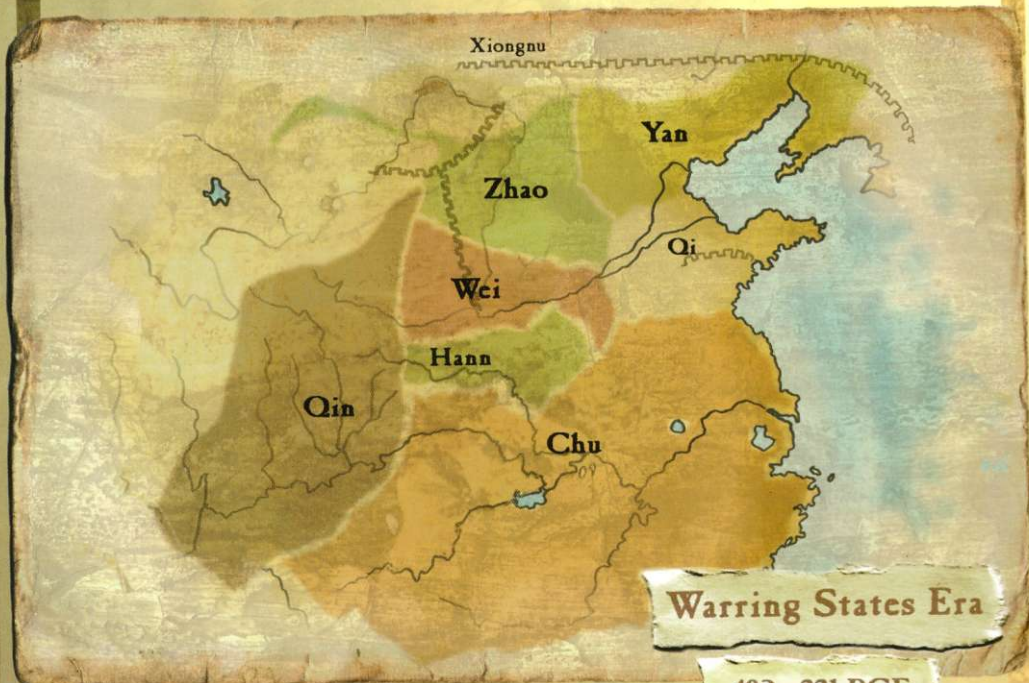 Xiongnu
Yan
Zhao
Qi
Wei
Hann
Qin
Chu
Warring States Era